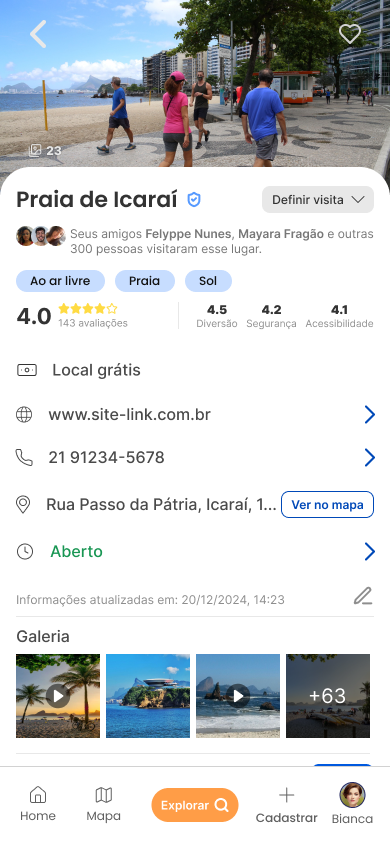 23
Praia de Icaraí
Definir visita
Seus amigos Felyppe Nunes, Mayara Fragão e outras
300 pessoas visitaram esse lugar.
Ao ar livre
Praia
Sol
4.0
143 avaliações
4.5
Diversão
4.2
Segurança
4.1
Acessibilidade
Local grátis
www.site-link.com.br
21 91234-5678
Rua Passo da Pátria, Icaraí, 1...
Ver no mapa
Aberto
Informações atualizadas em: 20/12/2024, 14:23
Galeria
+63
Home
Mapa
Explorar
Cadastrar
Bianca